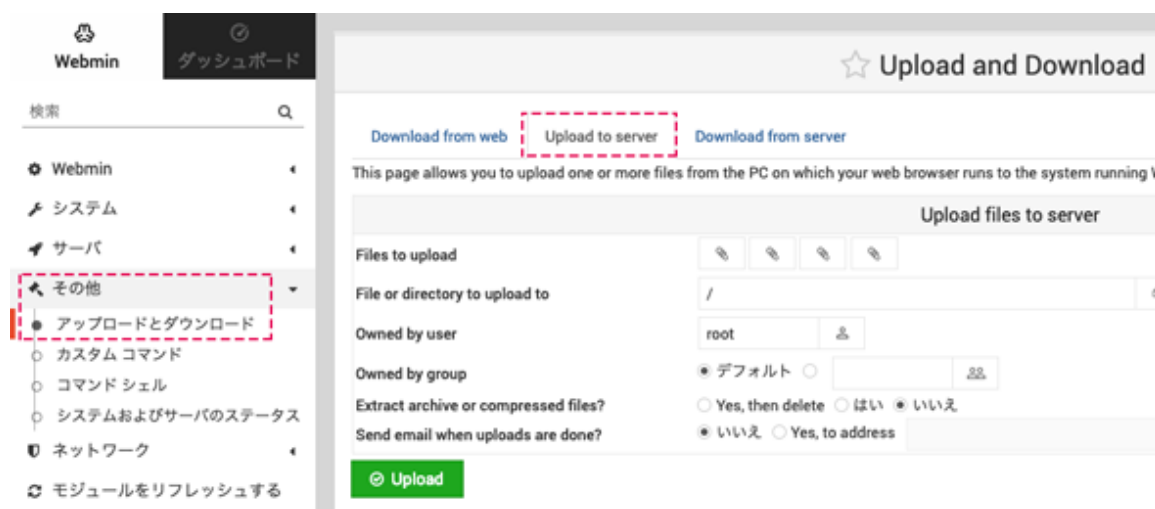 Webmin
ダッシュボード
検索
Webmin
システム
サーバ
その他
アップロードとダウンロード
カスタム コマンド
コマンド シェル
システムおよびサーバのステータス
ネットワーク
モジュールをリフレッシュする
Upload and Download
Download from web Upload to server Download from server
This page allows you to upload one or more files from the PC on which your web browser runs to the system running
Upload files to server
Files to upload
File or directory to upload to /
Owned by user root
Owned by group デフォルト
Extract archive or compressed files? Yes, then delete はい いいえ
Send email when uploads are done? いいえ Yes, to address
Upload